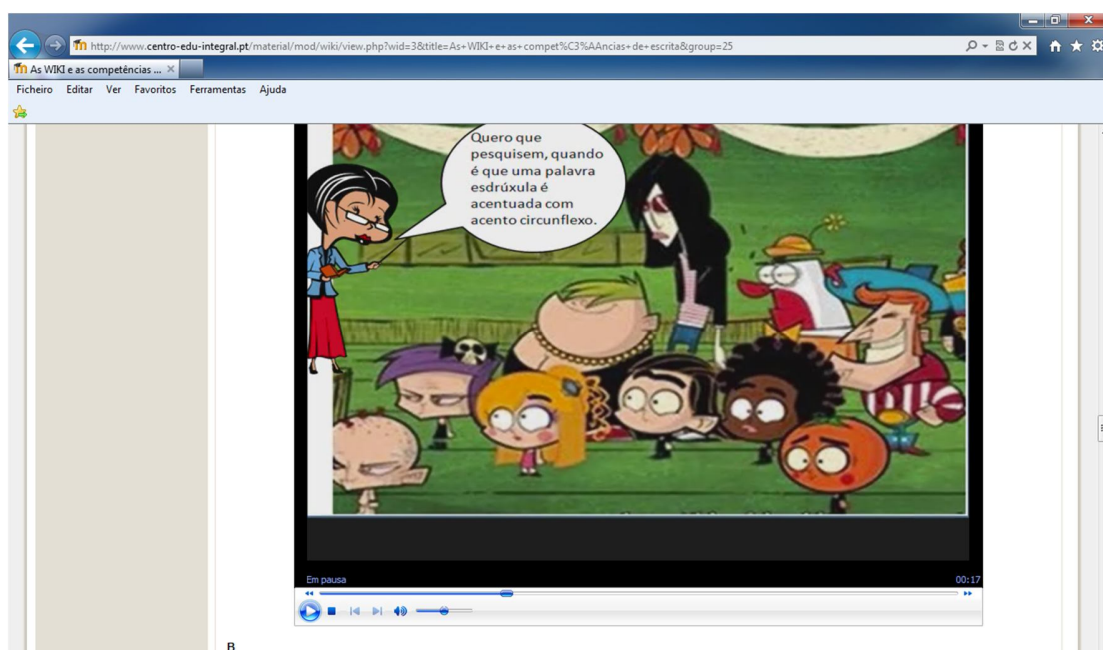 http://www.centro-edu-integral.pt/material/mod/wiki/view.php?wid=3&title=As+WIKI+e+as+compet%C3%AAncias+de+escrita&group=25
As WIKI e as competências ...
Ficheiro Editar Ver Favoritos Ferramentas Ajuda
Quero que
pesquisem, quando
é que uma palavra
esdrúxula é
acentuada com
acento circunflexo.
Em pausa 00:17
B